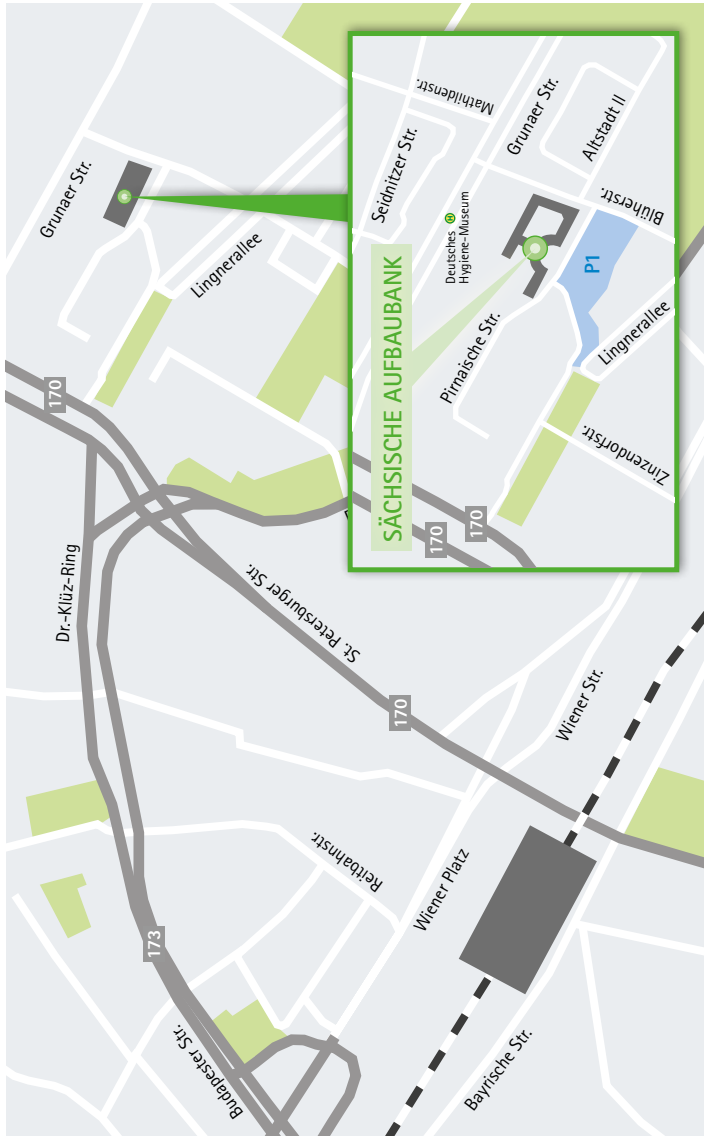 Dr.-Klüz-Ring
170
Grunaer Str.
173
Budapester Str.
Lingnerallee
St. Petersburger Str.
Reitbahnstr.
170
Wiener Platz
Wiener Str.
Bayrische Str.
SÄCHSISCHE AUFBAUBANK
Seidnitzer Str.
Mathildenstr.
Deutsches
Hygiene-Museum
H
170
170
Pirnaische Str.
Grunaer Str.
Altstadt II
P1
Blüherstr.
Lingnerallee
Zinzendorfstr.